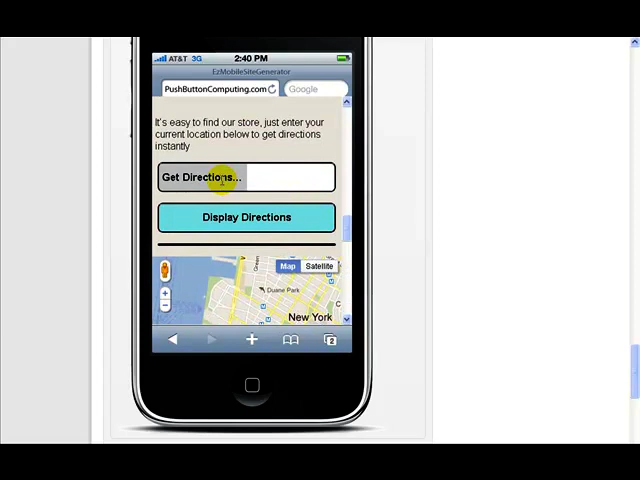 AT&T 3G 2:40 PM
EzMobileSiteGenerator
PushButtonComputing.com Google
It's easy to find our store, just enter your
current location below to get directions
instantly
Get Directions...
Display Directions
Map Satellite
Duane Park
New York
2